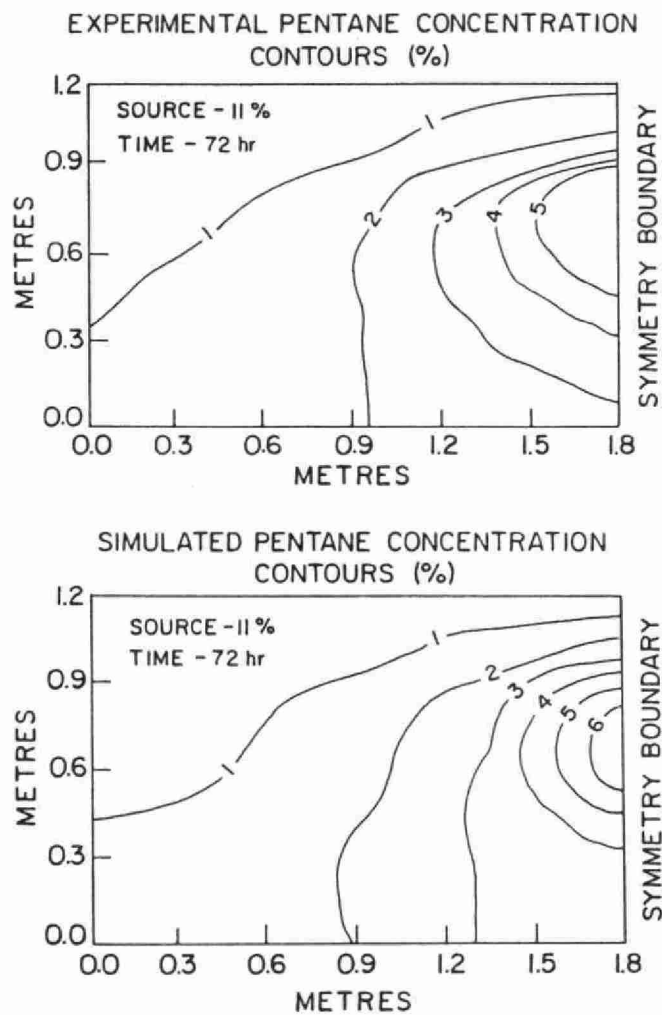 EXPERIMENTAL PENTANE CONCENTRATION
CONTOURS (%)
1.2
SOURCE - 11 %
TIME - 72 hr
0.9
0.6
0.3
0.0
METRES
1
1
2
3
4
5
SYMMETRY BOUNDARY
0.0 0.3 0.6 0.9 1.2 1.5 1.8
METRES
SIMULATED PENTANE CONCENTRATION
CONTOURS (%)
1.2
SOURCE - 11 %
TIME - 72 hr
0.9
0.6
0.3
0.0
METRES
1
1
2
3
4
5
6
SYMMETRY BOUNDARY
0.0 0.3 0.6 0.9 1.2 1.5 1.8
METRES